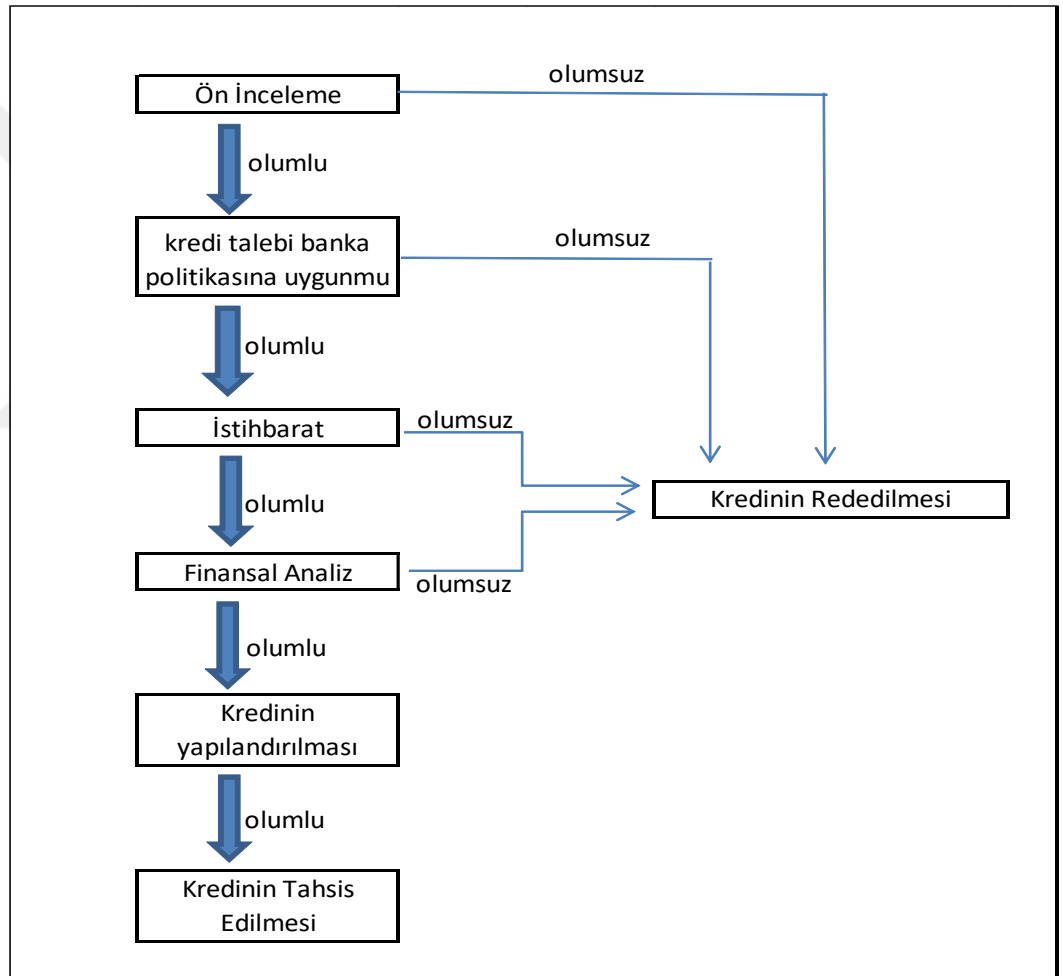 olumsuz
Ön İnceleme
olumlu
kredi talebi banka
politikasına uygunmu
olumsuz
olumlu
İstihbarat
olumsuz
Kredinin Rededilmesi
olumlu
Finansal Analiz
olumsuz
olumlu
Kredinin
yapılandırılması
olumlu
Kredinin Tahsis
Edilmesi